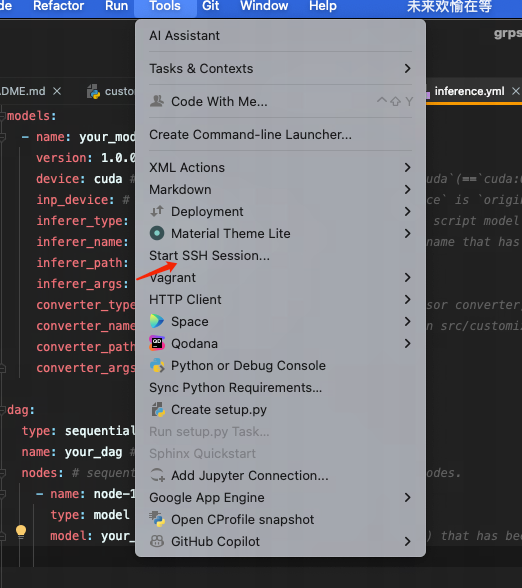 de Refactor Run Tools Git Window Help 未来欢愉在等
grps
DME.md × custo inference.yml ×
AI Assistant
Tasks & Contexts
Code With Me... ^⇧Y
Create Command-line Launcher...
XML Actions
Markdown
Deployment
Material Theme Lite
Start SSH Session...
Vagrant
HTTP Client
Space
Qodana
Python or Debug Console
Sync Python Requirements...
Create setup.py
Run setup.py Task...
Sphinx Quickstart
Add Jupyter Connection...
Google App Engine
Open CProfile snapshot
GitHub Copilot
models:
- name: your_mod
version: 1.0.0
device: cuda # uda`(==`cuda:0
inp_device: # ce` is `origin
inferer_type: script model
inferer_name: name that has
inferer_path:
inferer_args:
converter_type sor converter,
converter_name n src/customi
converter_path
converter_args
dag:
type: sequential
name: your_dag #
nodes: # sequent odes.
- name: node-1
type: model
model: your_ ) that has bee